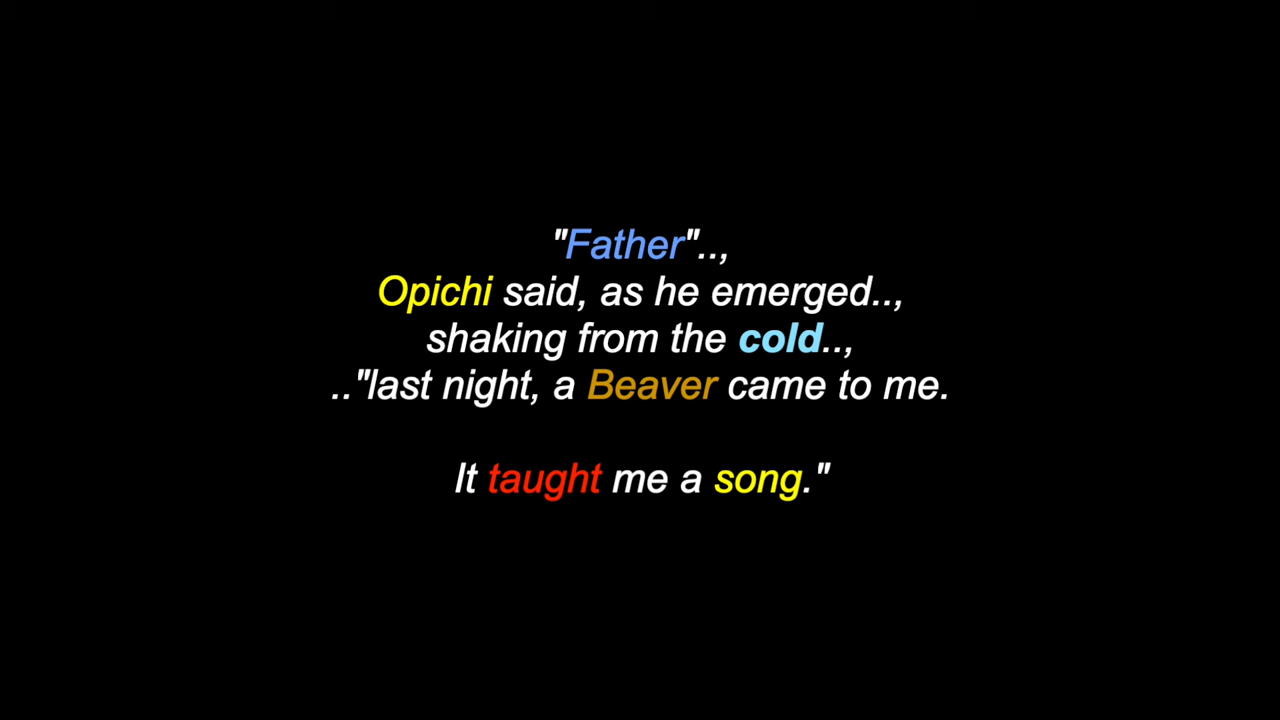 "Father"..,
Opichi said, as he emerged..,
shaking from the cold..,
.."last night, a Beaver came to me.
It taught me a song."